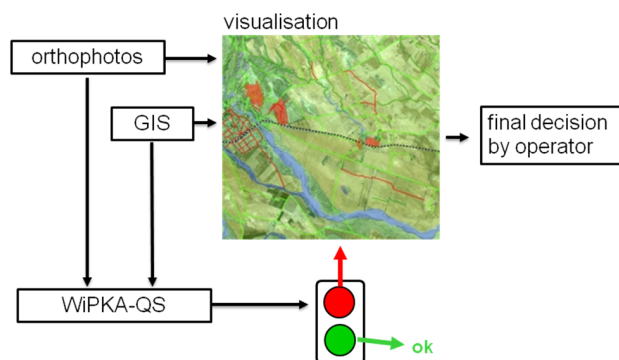 visualisation
orthophotos
GIS
final decision
by operator
WiPKA-QS
ok